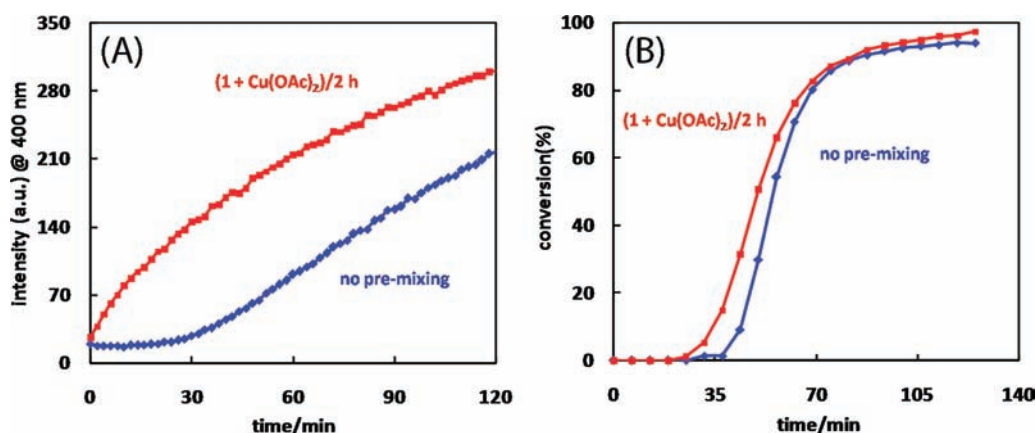 (A)
(1 + Cu(OAc)₂)/2 h
no pre-mixing
intensity (a.u.) @ 400 nm
350
280
210
140
70
0
0 30 60 90 120
time/min
(B)
(1 + Cu(OAc)₂)/2 h
no pre-mixing
conversion(%)
100
80
60
40
20
0
0 35 70 105 140
time/min